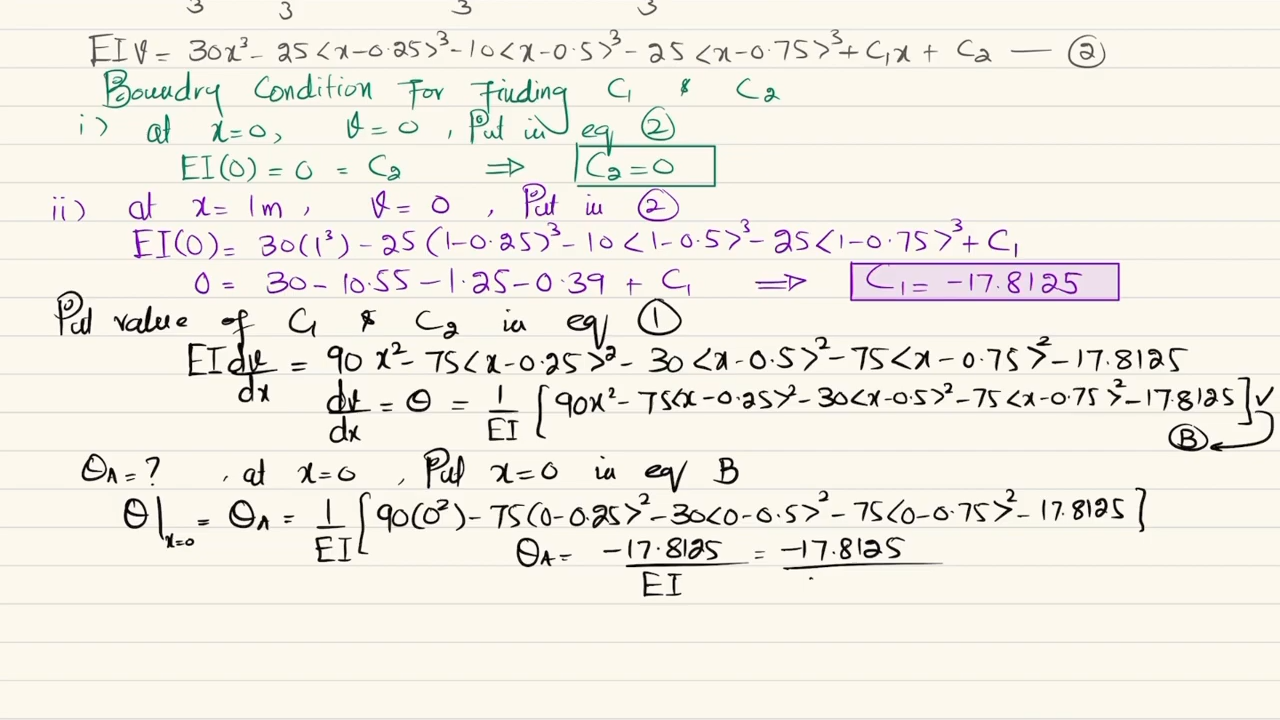 3 3 3 3
EIϑ = 30x³ - 25<x-0.25>³ - 10<x-0.5>³ - 25<x-0.75>³ + C₁x + C₂ — ②
Boundry Condition For Finding C₁ & C₂
i) at x=0, ϑ=0, Put in eq ②
EI(0) = 0 = C₂ ⇒ C₂=0
ii) at x=1m, ϑ=0, Put in ②
EI(0) = 30(1³) - 25(1-0.25>³ - 10<1-0.5>³ - 25<1-0.75>³ + C₁
0 = 30 - 10.55 - 1.25 - 0.39 + C₁ ⇒ C₁ = -17.8125
Put value of C₁ & C₂ in eq ①
EI dϑ/dx = 90x² - 75<x-0.25>² - 30<x-0.5>² - 75<x-0.75>² - 17.8125
dϑ/dx = θ = 1/EI [90x² - 75<x-0.25>² - 30<x-0.5>² - 75<x-0.75>² - 17.8125] ✓
Ⓑ
θA = ? , at x=0 , Put x=0 in eq B
θ|x=0 = θA = 1/EI [90(0²) - 75(0-0.25>² - 30<0-0.5>² - 75<0-0.75>² - 17.8125]
θA = -17.8125/EI = -17.8125